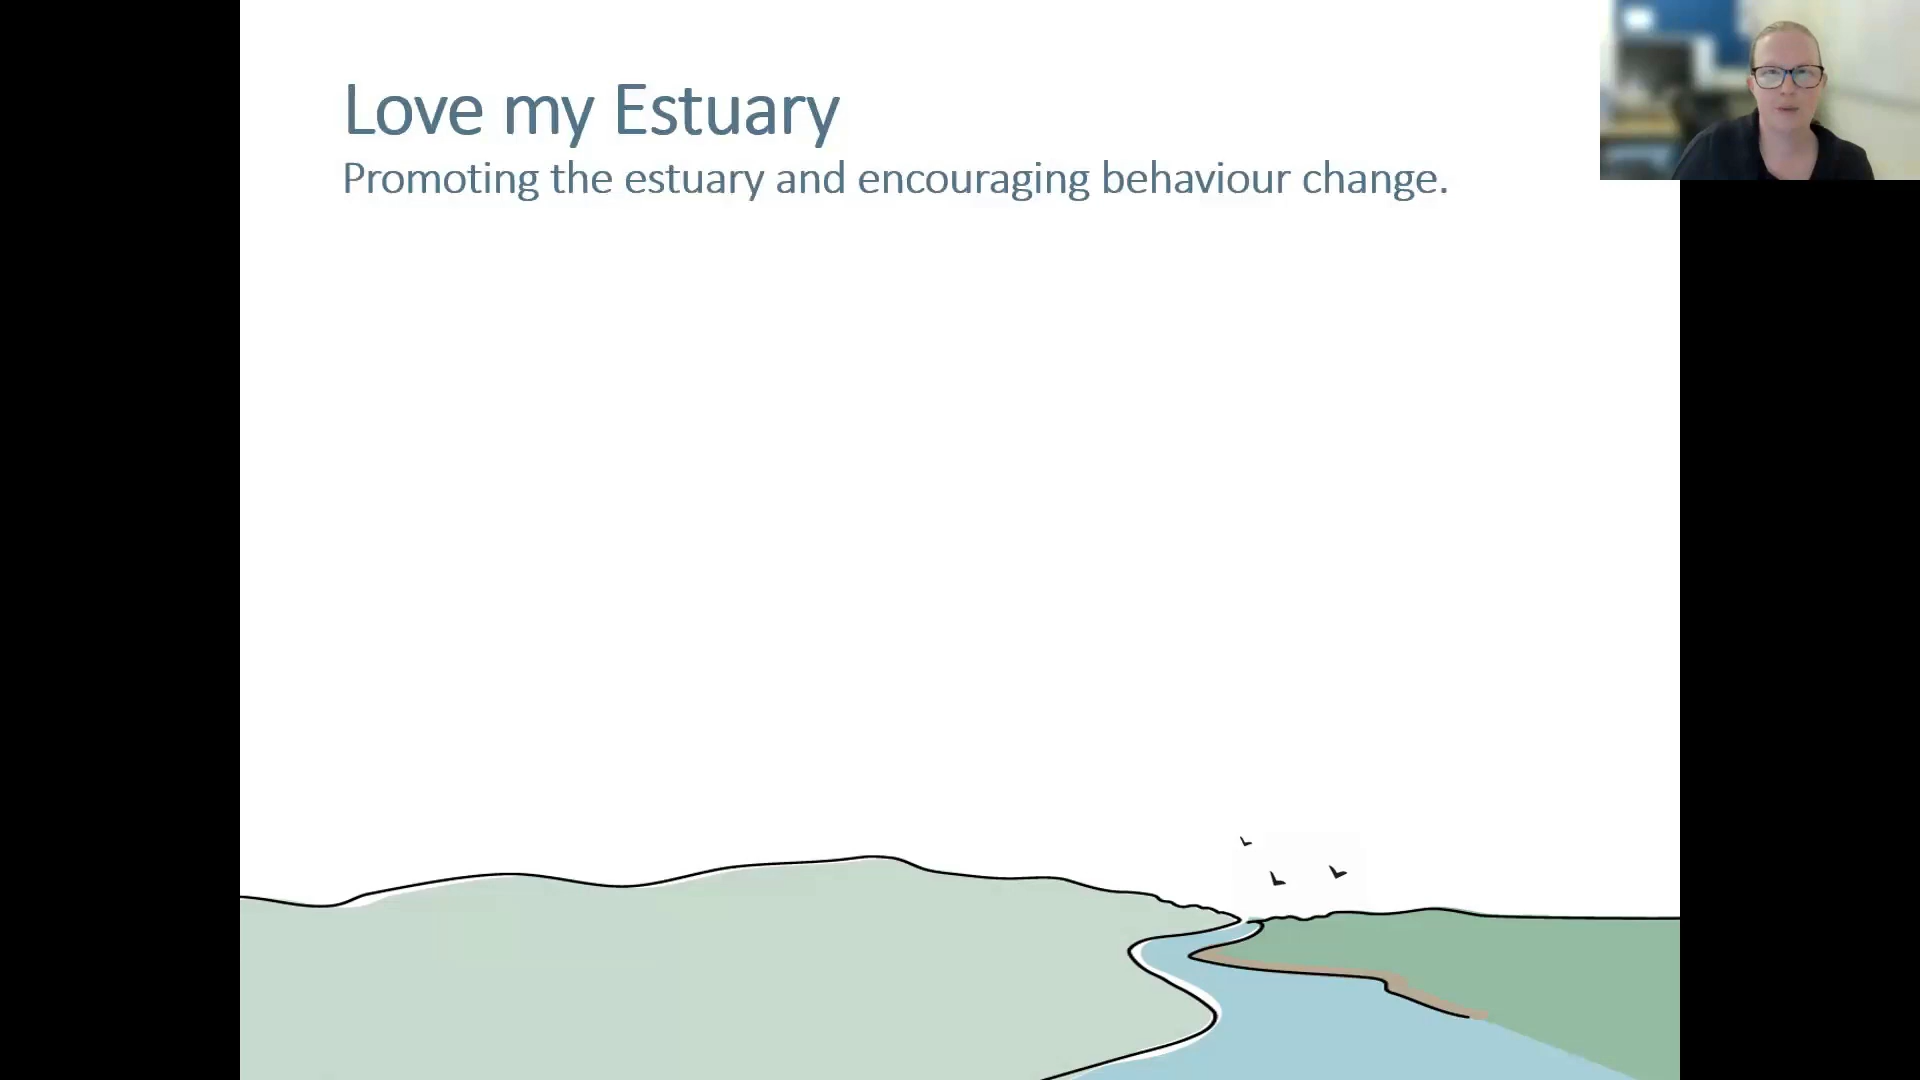 Love my Estuary
Promoting the estuary and encouraging behaviour change.